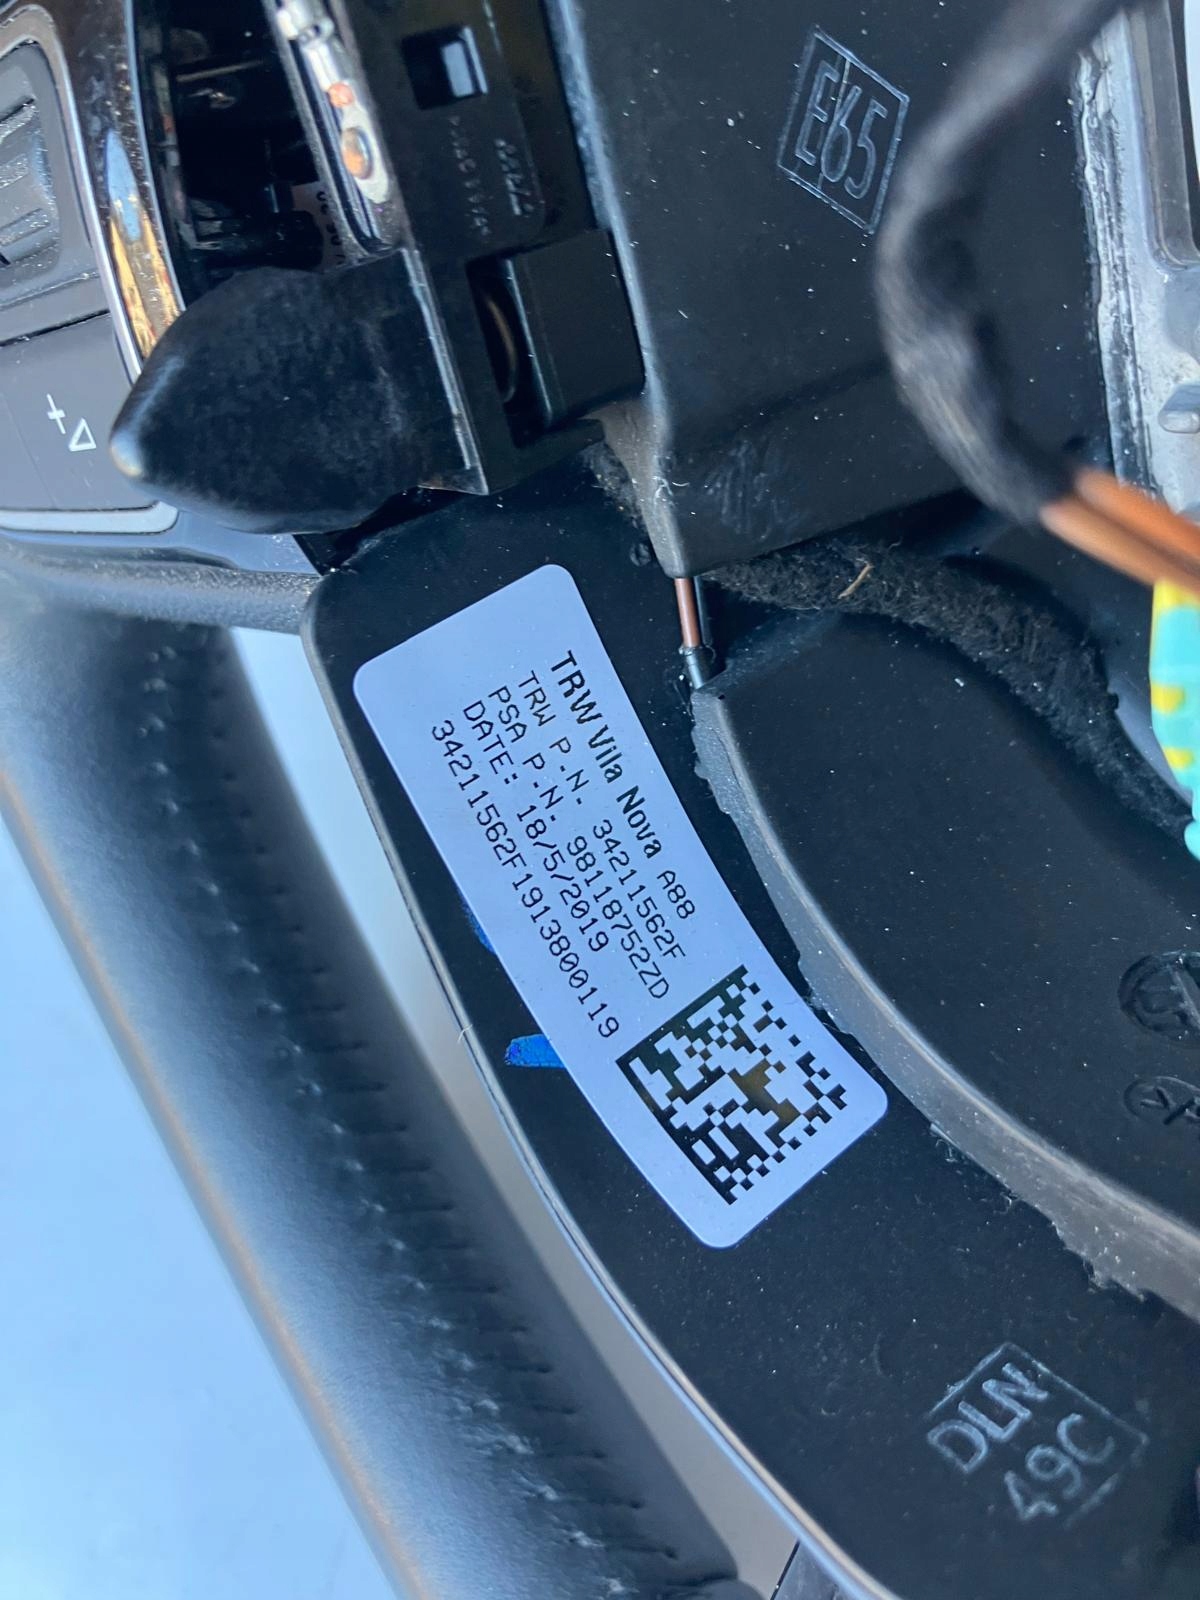 E65
TRW Vila Nova A88
TRW P.N. 34211562F
PSA P.N. 98118752ZD
DATE: 18/5/2019
34211562F1913800119
DLN
49C